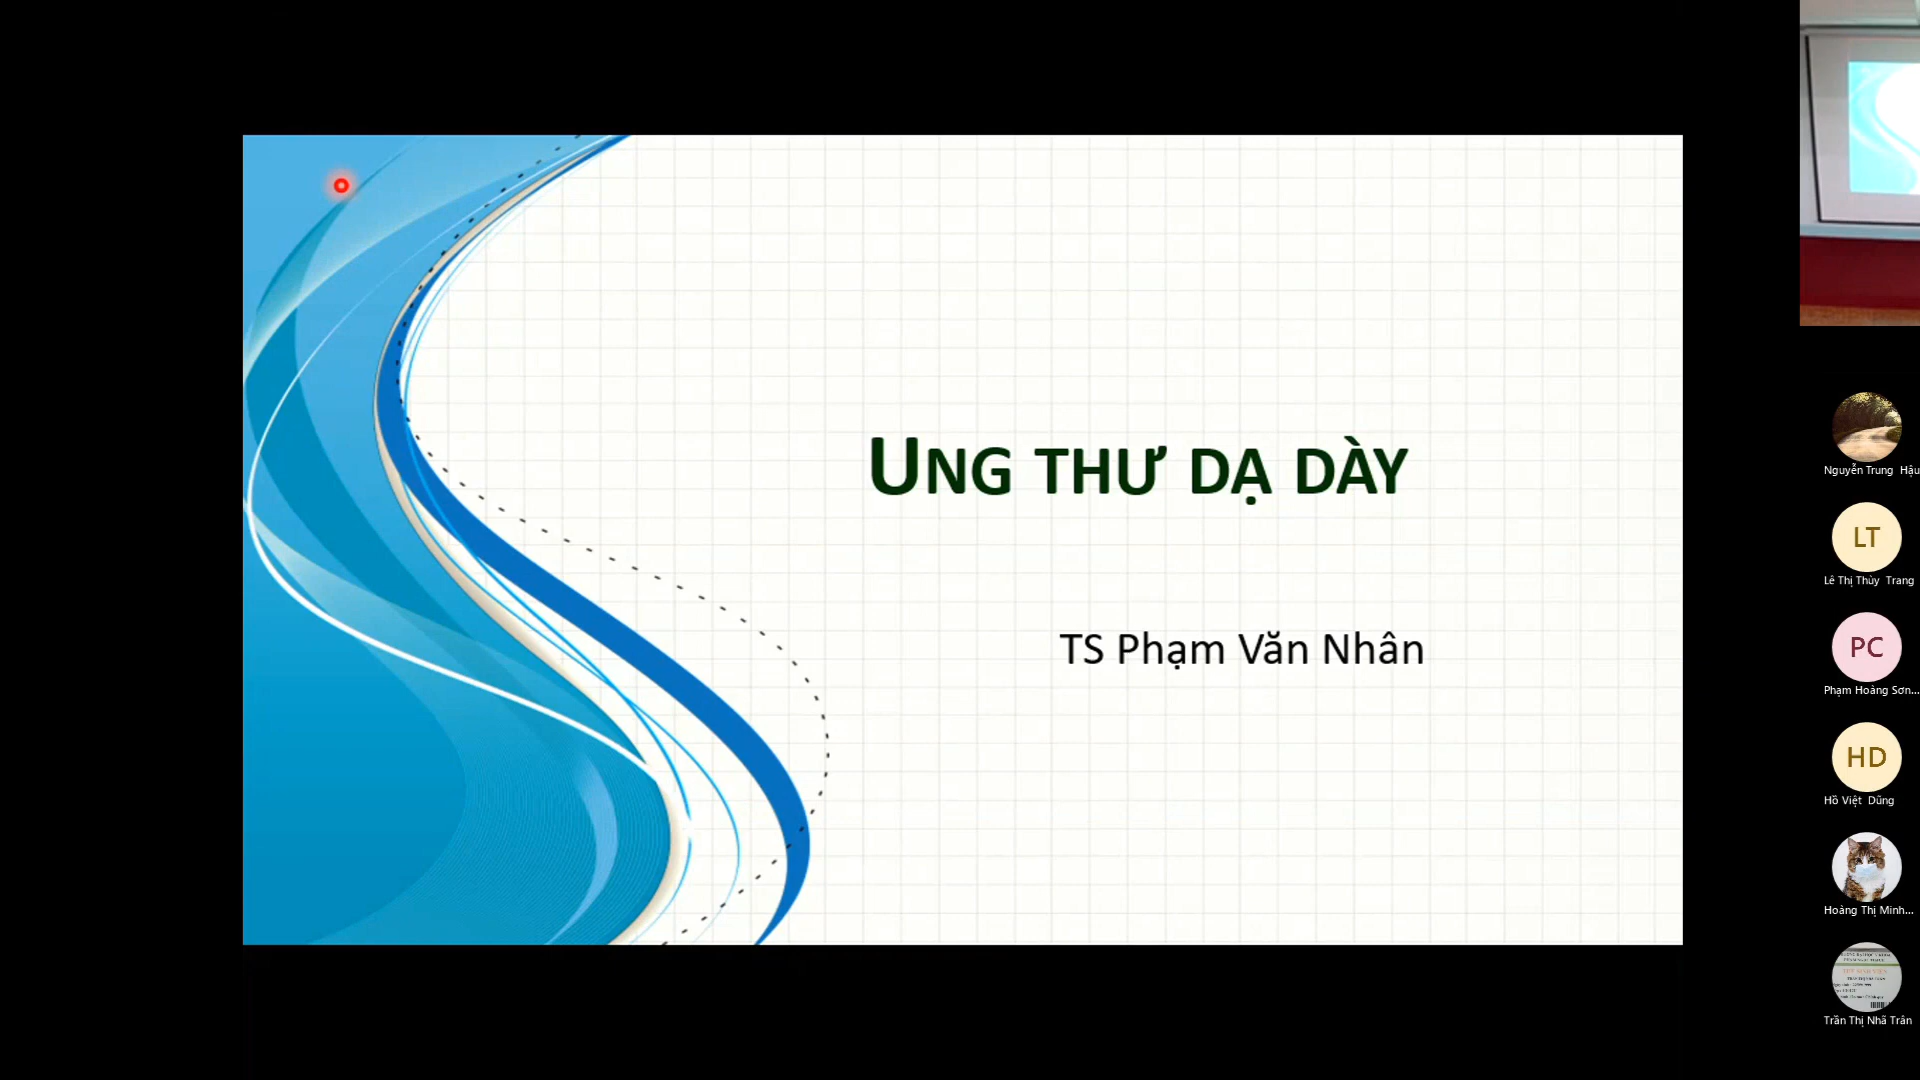 UNG THƯ DẠ DÀY
TS Phạm Văn Nhân
Nguyễn Trung Hậu
LT
Lê Thị Thùy Trang
PC
Phạm Hoàng Sơn...
HD
Hồ Việt Dũng
Hoàng Thị Minh...
Trần Thị Nhã Trân